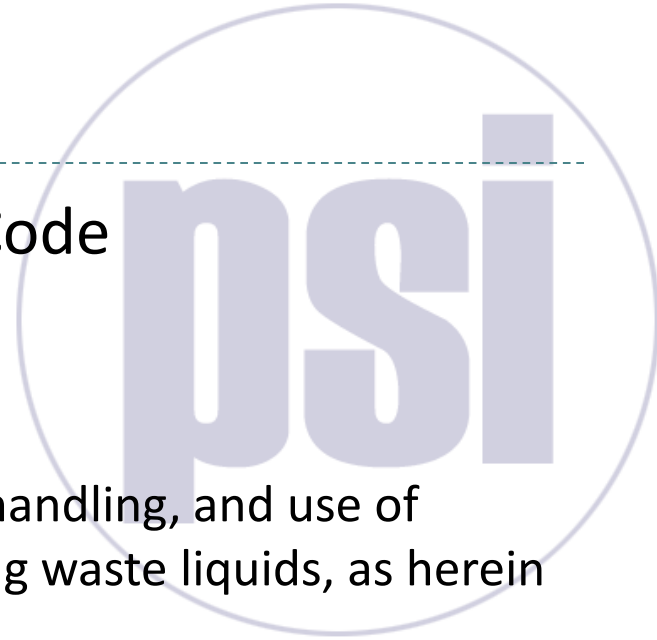 psi
Code
handling, and use of
g waste liquids, as herein